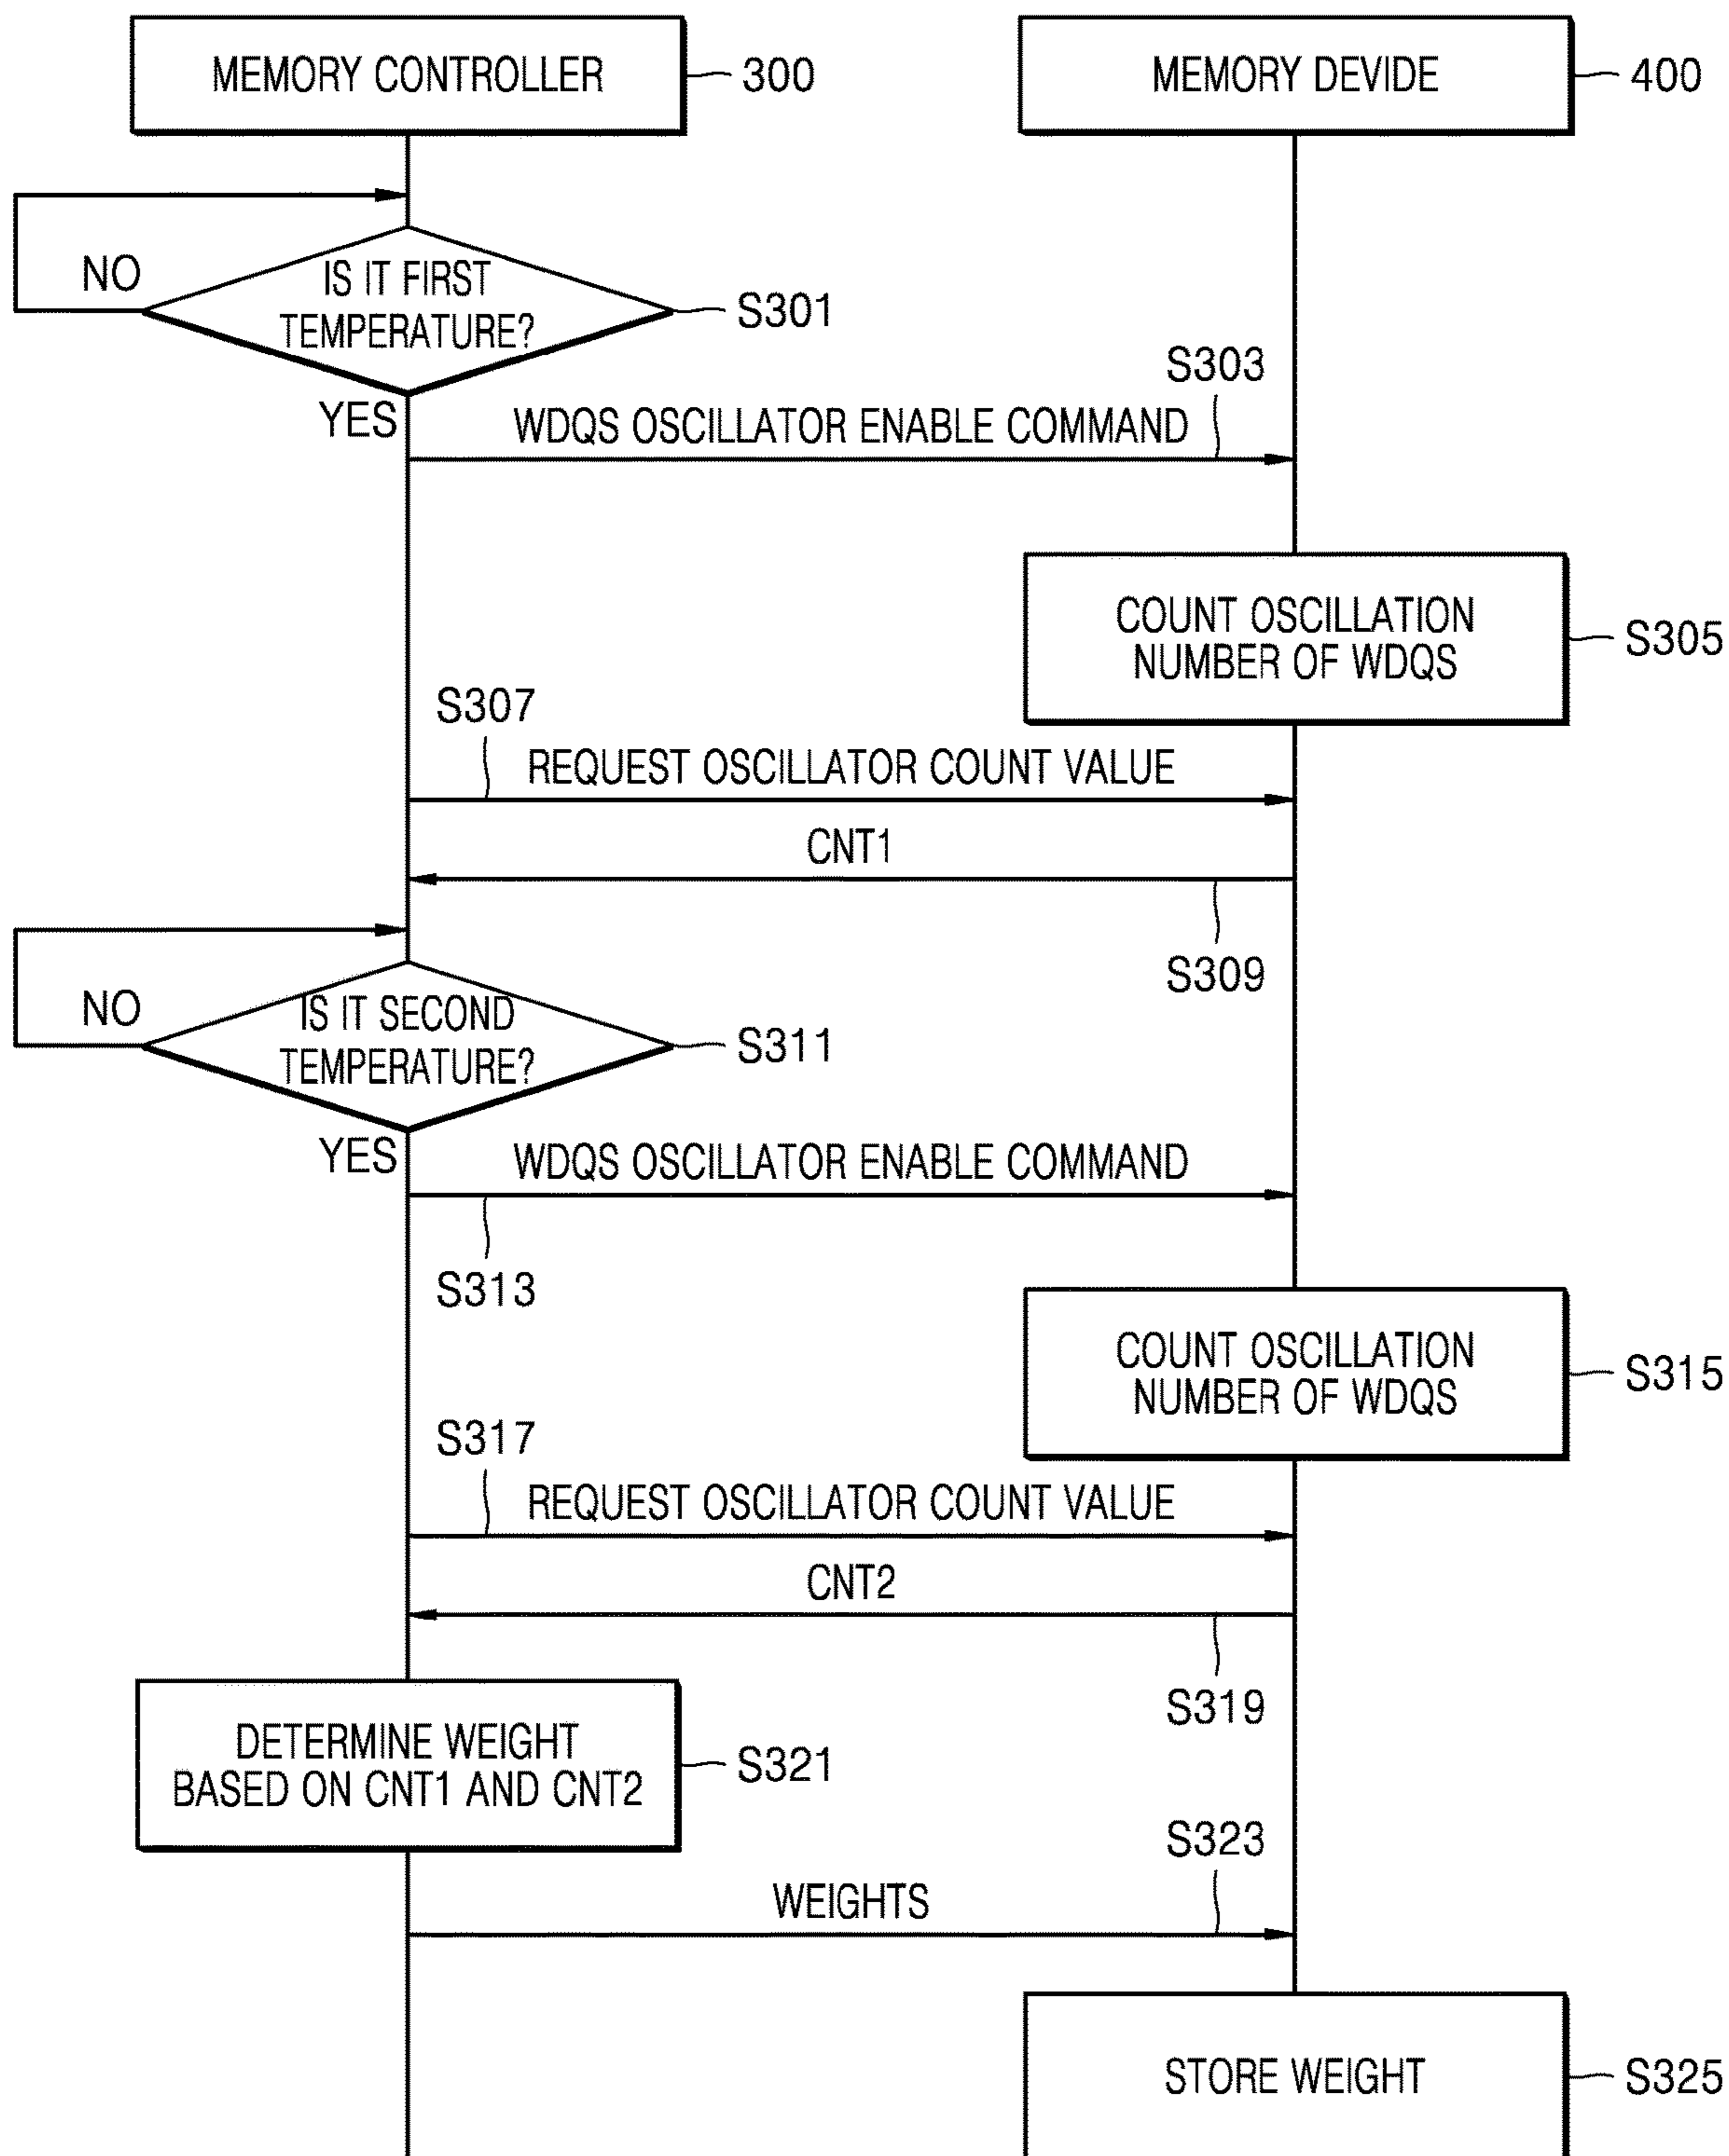 MEMORY CONTROLLER
300
MEMORY DEVIDE
400
NO
IS IT FIRST
TEMPERATURE?
S301
S303
YES
WDQS OSCILLATOR ENABLE COMMAND
COUNT OSCILLATION
NUMBER OF WDQS
S305
S307
REQUEST OSCILLATOR COUNT VALUE
CNT1
S309
NO
IS IT SECOND
TEMPERATURE?
S311
YES
WDQS OSCILLATOR ENABLE COMMAND
S313
COUNT OSCILLATION
NUMBER OF WDQS
S315
S317
REQUEST OSCILLATOR COUNT VALUE
CNT2
S319
DETERMINE WEIGHT
BASED ON CNT1 AND CNT2
S321
S323
WEIGHTS
STORE WEIGHT
S325